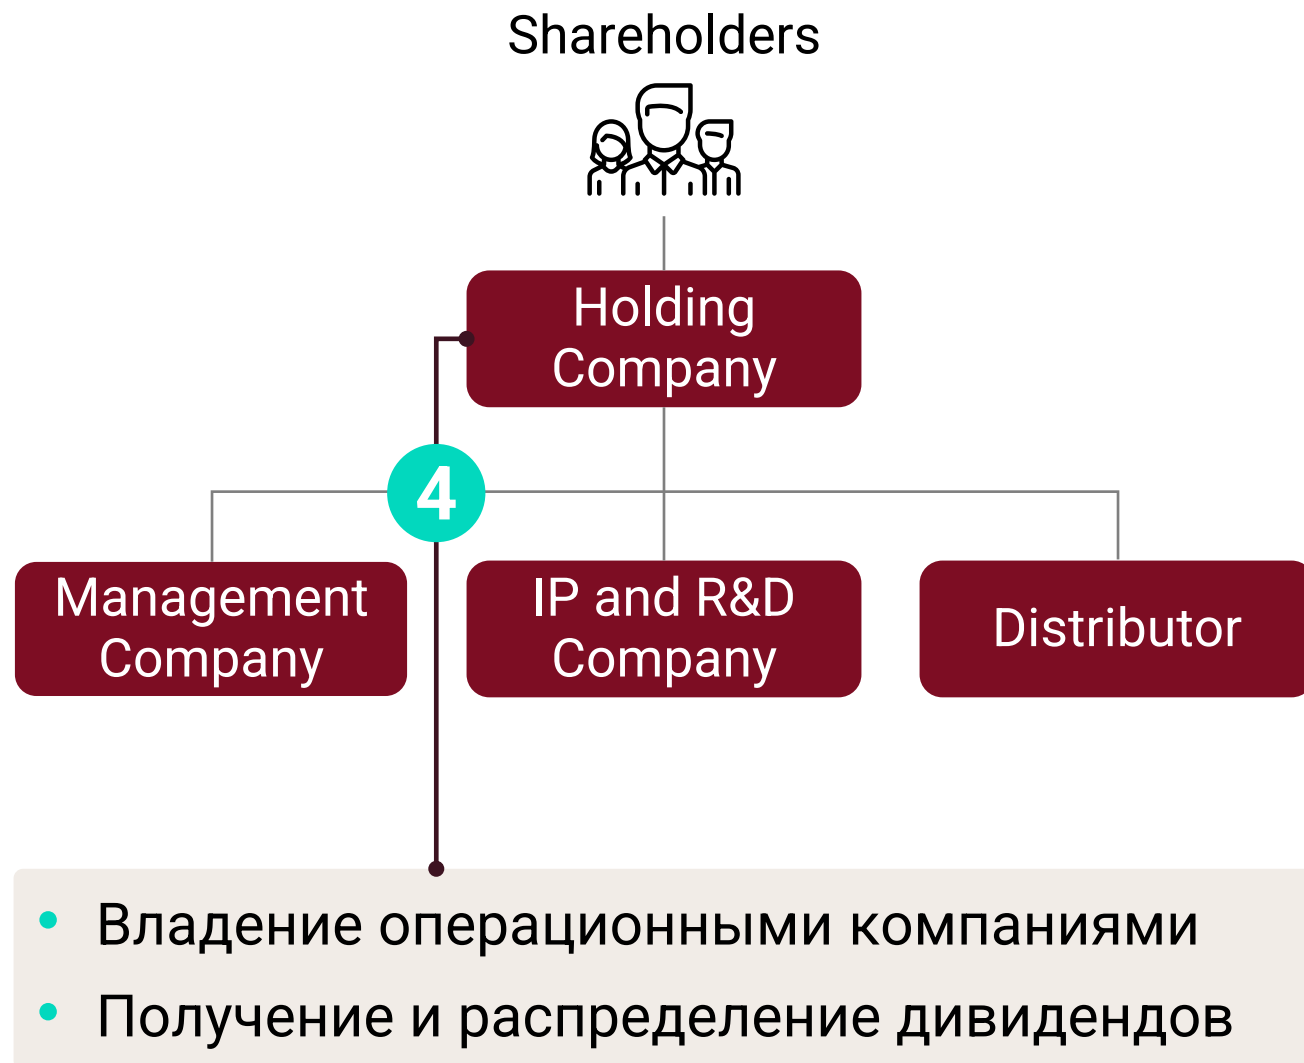 Shareholders
Holding
Company
4
Management
Company
IP and R&D
Company
Distributor
• Владение операционными компаниями
• Получение и распределение дивидендов